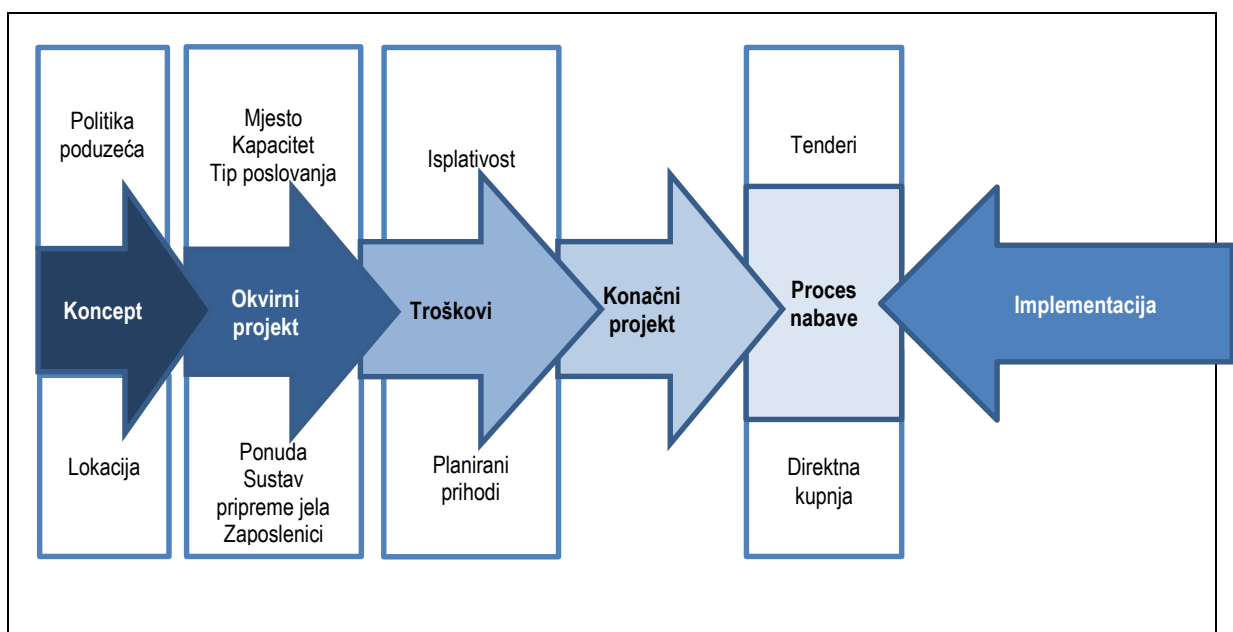 Politika
poduzeća
Mjesto
Kapacitet
Tip poslovanja
Isplativost
Tenderi
Koncept
Okvirni
projekt
Troškovi
Konačni
projekt
Proces
nabave
Implementacija
Lokacija
Ponuda
Sustav
pripreme jela
Zaposlenici
Planirani
prihodi
Direktna
kupnja